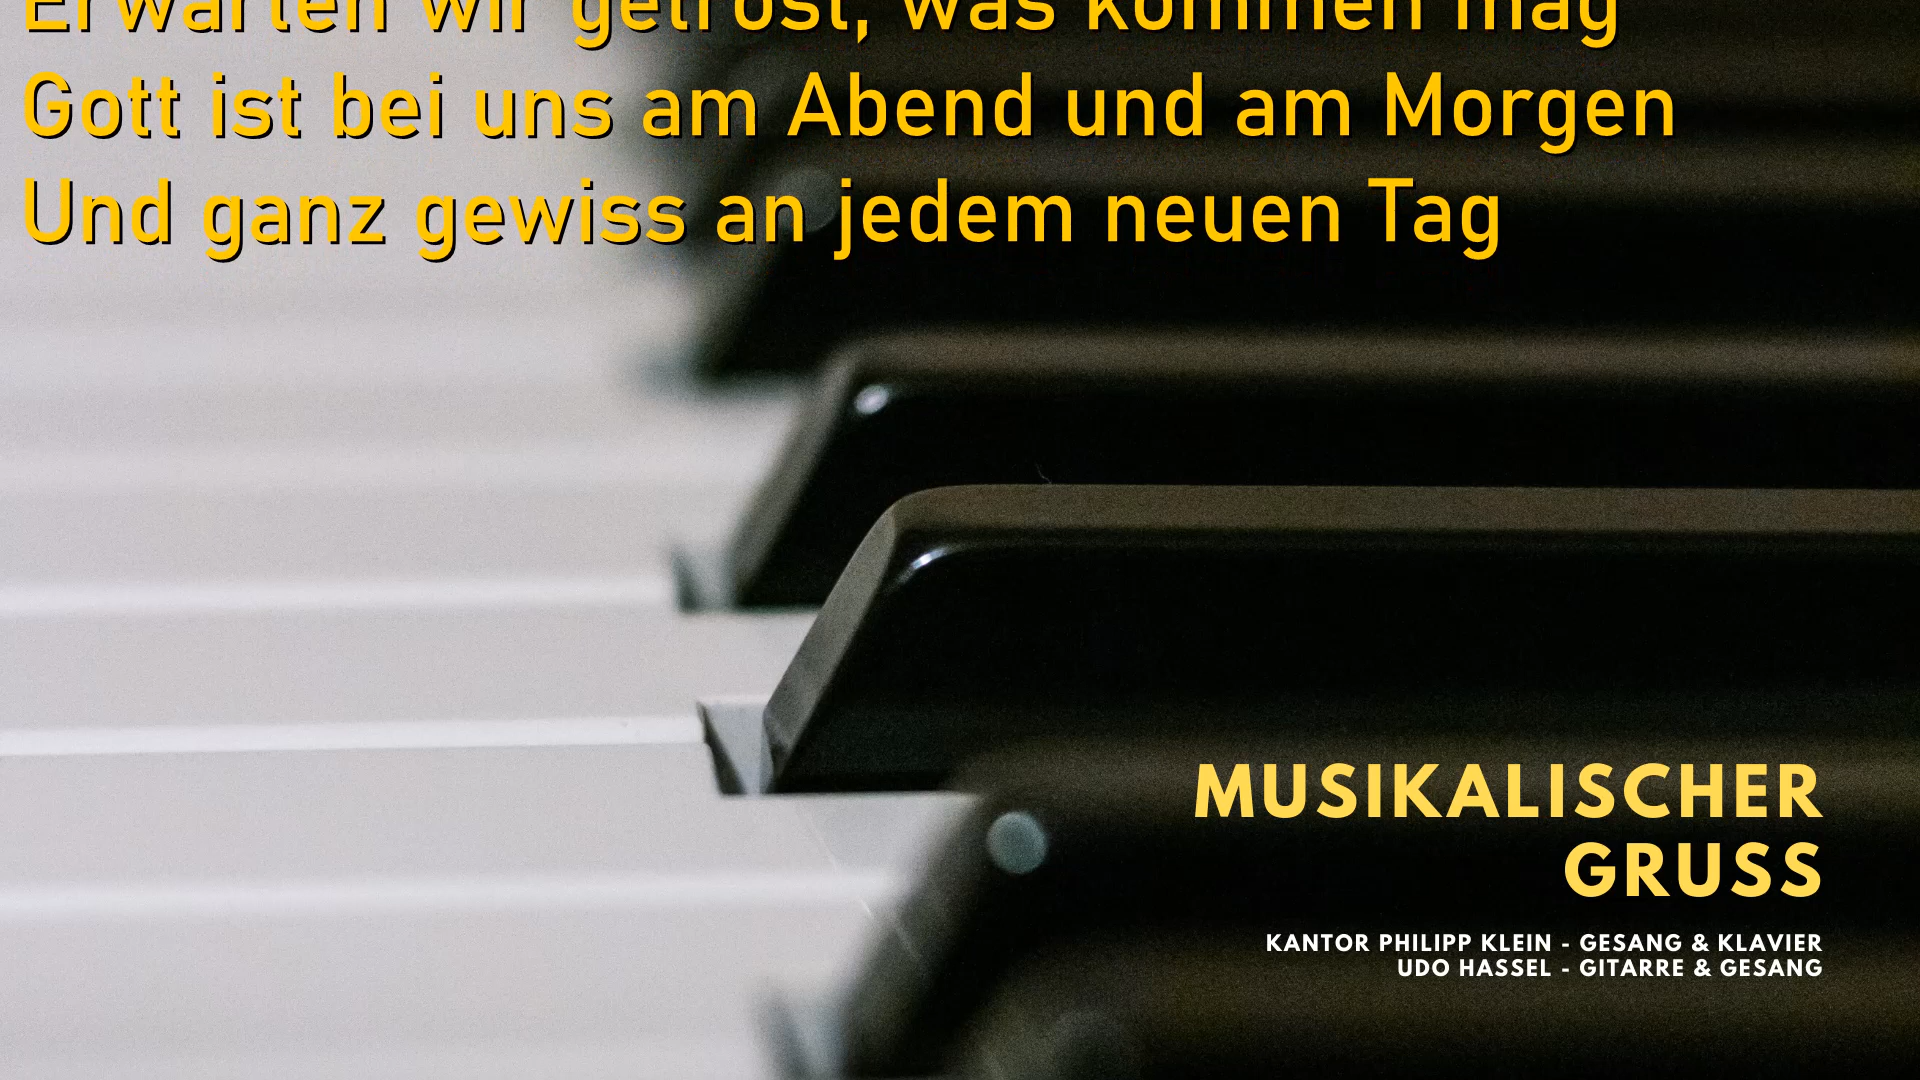 Erwarten wir getrost, was kommen mag
Gott ist bei uns am Abend und am Morgen
Und ganz gewiss an jedem neuen Tag
MUSIKALISCHER
GRUSS
KANTOR PHILIPP KLEIN - GESANG & KLAVIER
UDO HASSEL - GITARRE & GESANG